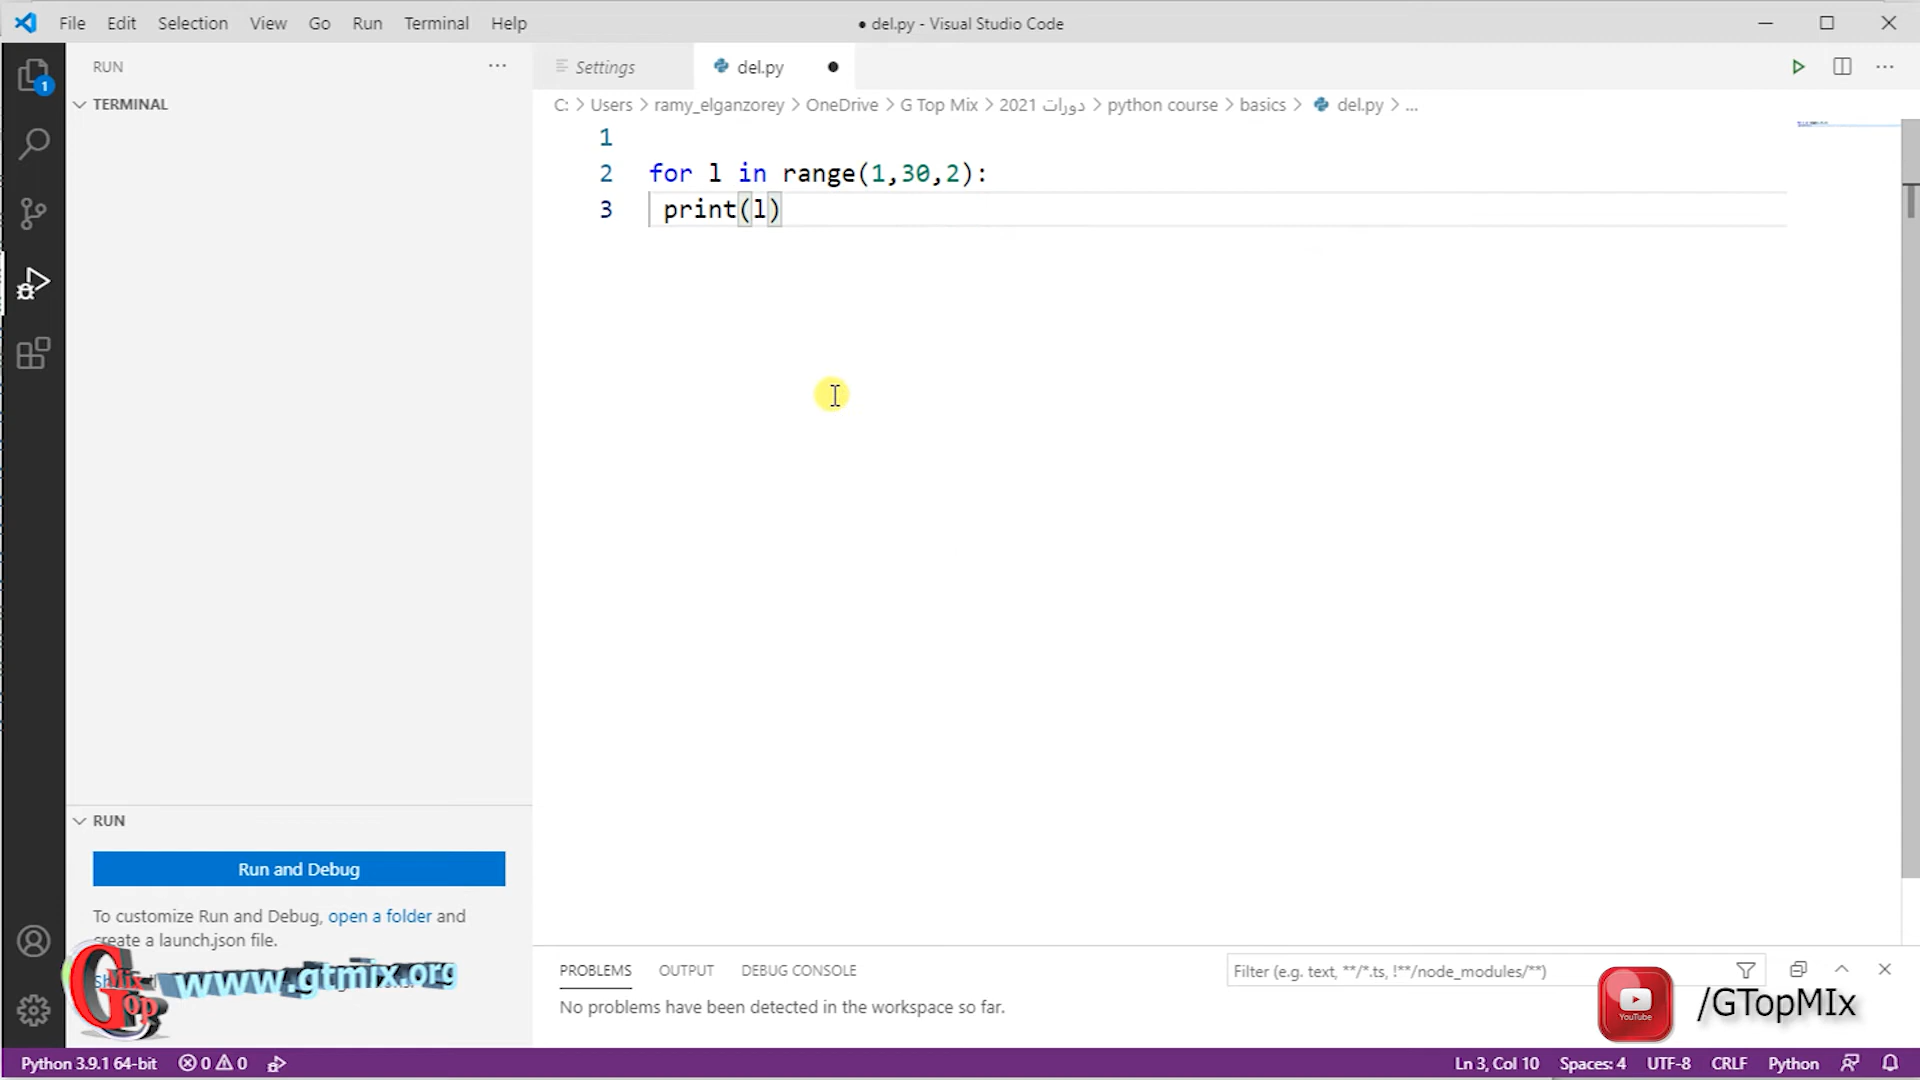 File Edit Selection View Go Run Terminal Help
● del.py - Visual Studio Code
RUN
TERMINAL
Settings
del.py
C: > Users > ramy_elganzorey > OneDrive > G Top Mix > دورات 2021 > python course > basics > del.py > ...
1
2 for l in range(1,30,2):
3 print(l)
RUN
Run and Debug
To customize Run and Debug, open a folder and
create a launch.json file.
G Mix Top
www.gtmix.org
PROBLEMS OUTPUT DEBUG CONSOLE
Filter (e.g. text, **/*.ts, !**/node_modules/**)
No problems have been detected in the workspace so far.
YouTube
/GTopMIx
Python 3.9.1 64-bit 0 0
Ln 3, Col 10 Spaces: 4 UTF-8 CRLF Python
1